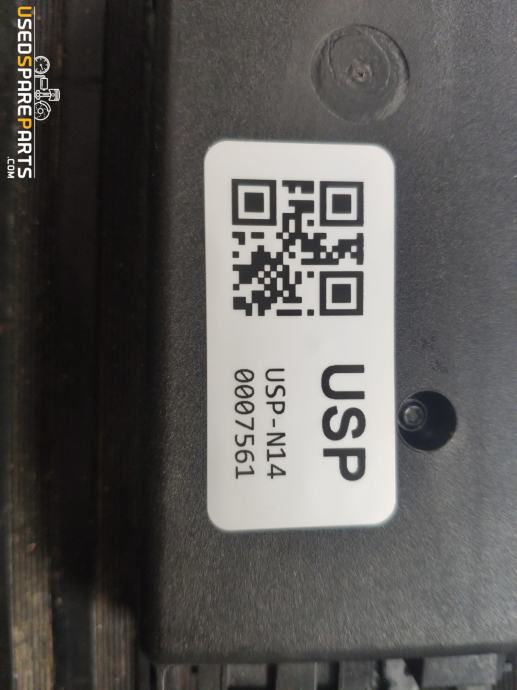 USEDSPAREPARTS
.COM
USP
USP-N14
0007561